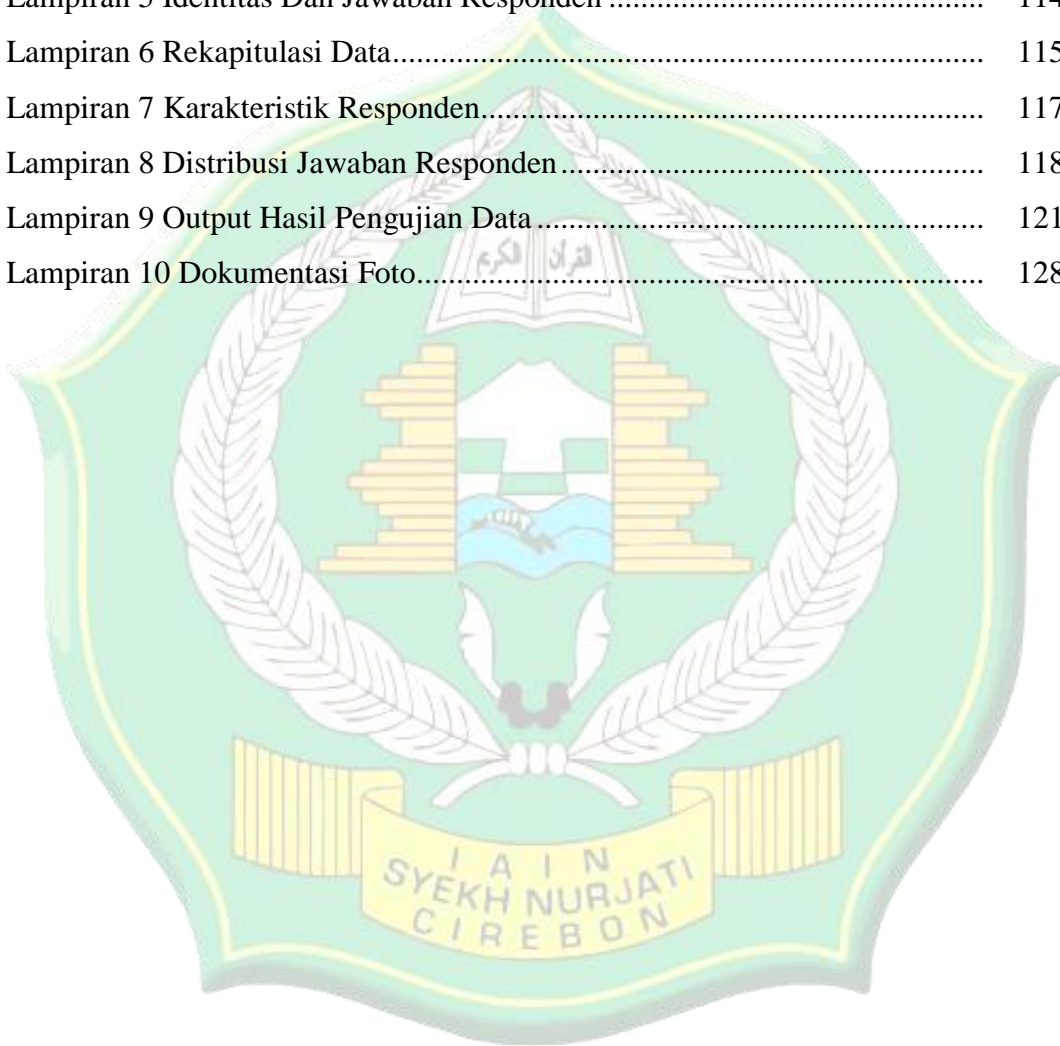 Lampiran 5 Identitas Dan Jawaban Responden ................................................ 114
Lampiran 6 Rekapitulasi Data........................................................................... 115
Lampiran 7 Karakteristik Responden................................................................ 117
Lampiran 8 Distribusi Jawaban Responden ...................................................... 118
Lampiran 9 Output Hasil Pengujian Data ......................................................... 121
Lampiran 10 Dokumentasi Foto........................................................................ 128
القرآن الكريم
IAIN
SYEKH NURJATI
CIREBON